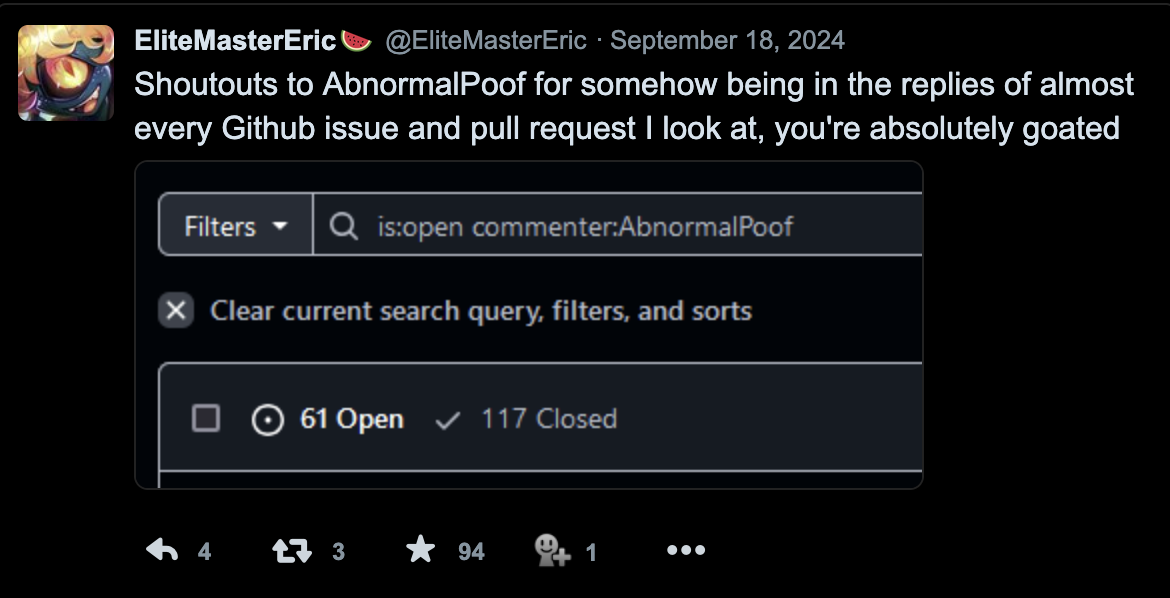 EliteMasterEric🍉 @EliteMasterEric · September 18, 2024
Shoutouts to AbnormalPoof for somehow being in the replies of almost
every Github issue and pull request I look at, you're absolutely goated
Filters is:open commenter:AbnormalPoof
Clear current search query, filters, and sorts
61 Open 117 Closed
4 3 94 1